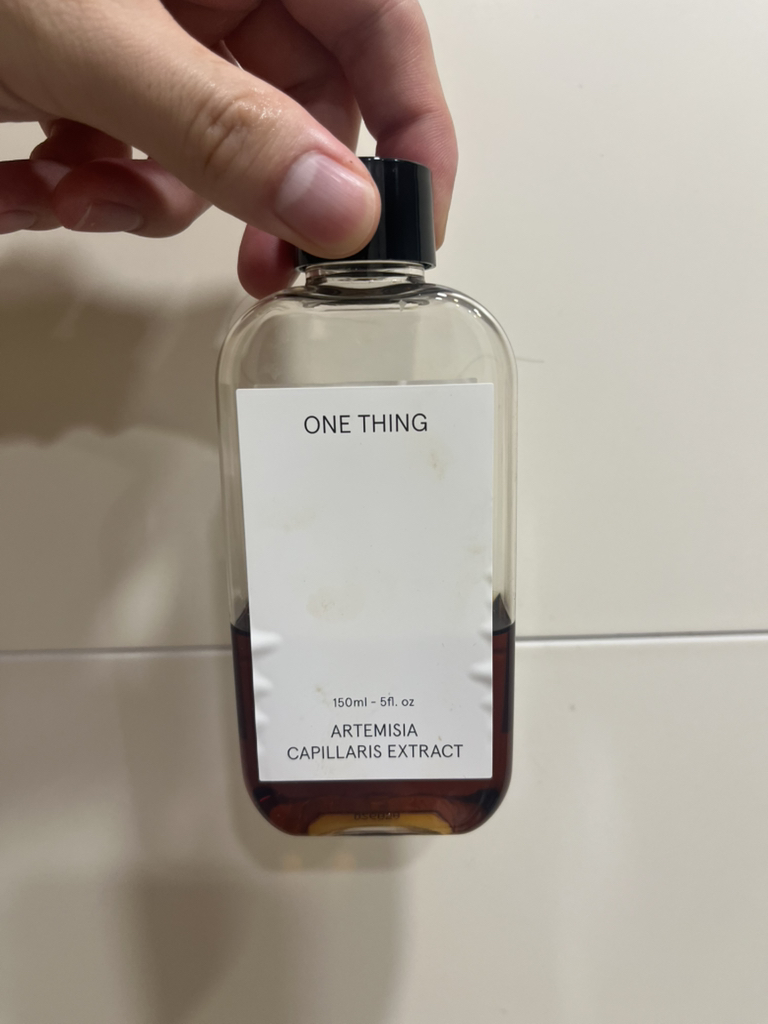 ONE THING
150ml - 5fl. oz
ARTEMISIA
CAPILLARIS EXTRACT